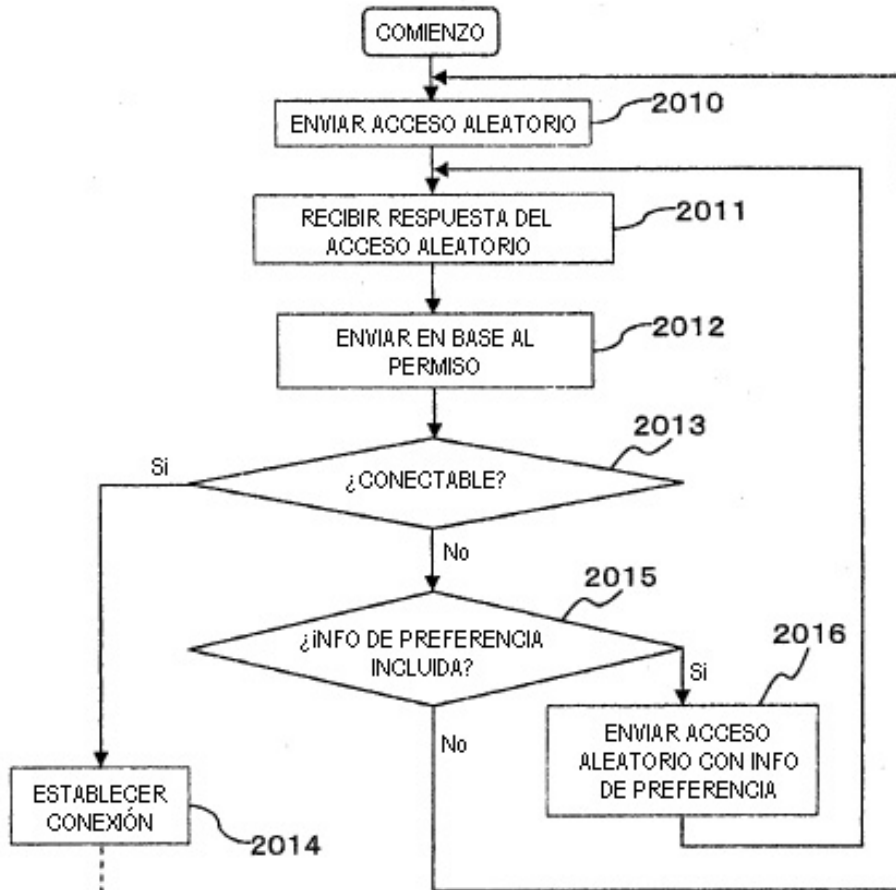 COMIENZO
ENVIAR ACCESO ALEATORIO
2010
RECIBIR RESPUESTA DEL
ACCESO ALEATORIO
2011
ENVIAR EN BASE AL
PERMISO
2012
¿CONECTABLE?
2013
Si
No
¿INFO DE PREFERENCIA
INCLUIDA?
2015
Si
No
ENVIAR ACCESO
ALEATORIO CON INFO
DE PREFERENCIA
2016
ESTABLECER
CONEXIÓN
2014